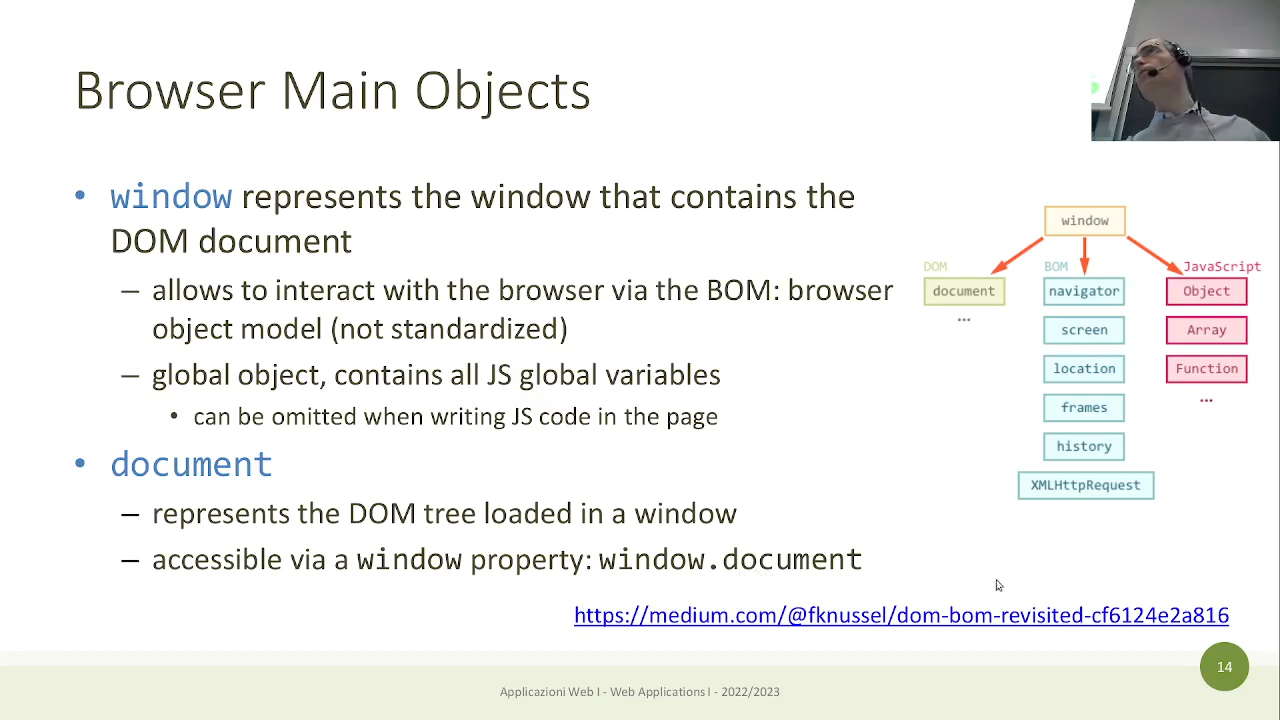 Browser Main Objects
• window represents the window that contains the
DOM document
– allows to interact with the browser via the BOM: browser
object model (not standardized)
– global object, contains all JS global variables
• can be omitted when writing JS code in the page
• document
– represents the DOM tree loaded in a window
– accessible via a window property: window.document
window
DOM
document
...
BOM
navigator
screen
location
frames
history
XMLHttpRequest
JavaScript
Object
Array
Function
...
https://medium.com/@fknussel/dom-bom-revisited-cf6124e2a816
Applicazioni Web I - Web Applications I - 2022/2023
14